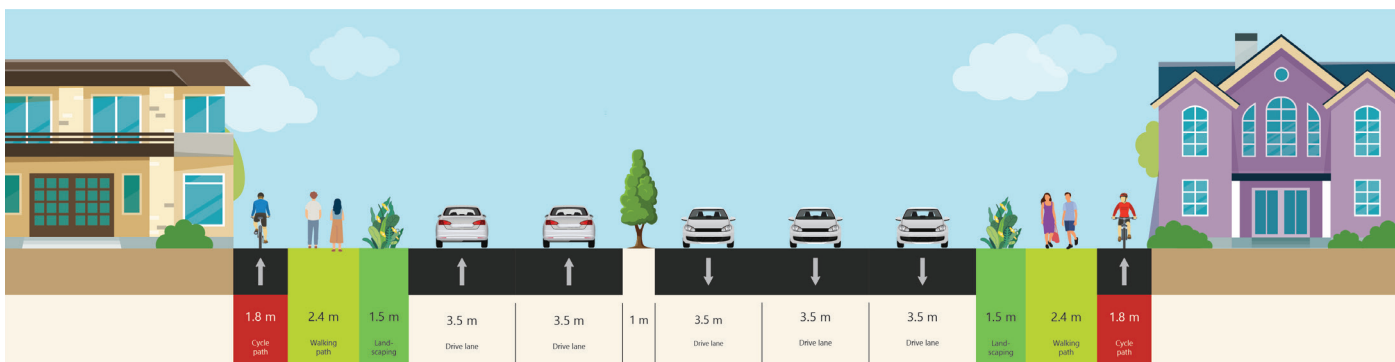 1.8 m
Cycle
path
2.4 m
Walking
path
1.5 m
Land-
scaping
3.5 m
Drive lane
3.5 m
Drive lane
1 m
3.5 m
Drive lane
3.5 m
Drive lane
3.5 m
Drive lane
1.5 m
Land-
scaping
2.4 m
Walking
path
1.8 m
Cycle
path